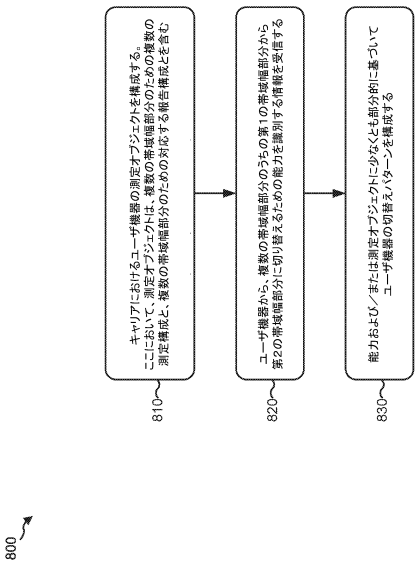 800
キャリアにおけるユーザ機器の測定オブジェクトを構成する。
ここにおいて、測定オブジェクトは、複数の帯域幅部分のための複数の
測定構成と、複数の帯域幅部分のための対応する報告構成とを含む
810
ユーザ機器から、複数の帯域幅部分のうちの第1の帯域幅部分から
第2の帯域幅部分に切り替えるための能力を識別する情報を受信する
820
能力および／または測定オブジェクトに少なくとも部分的に基づいて
ユーザ機器の切替えパターンを構成する
830